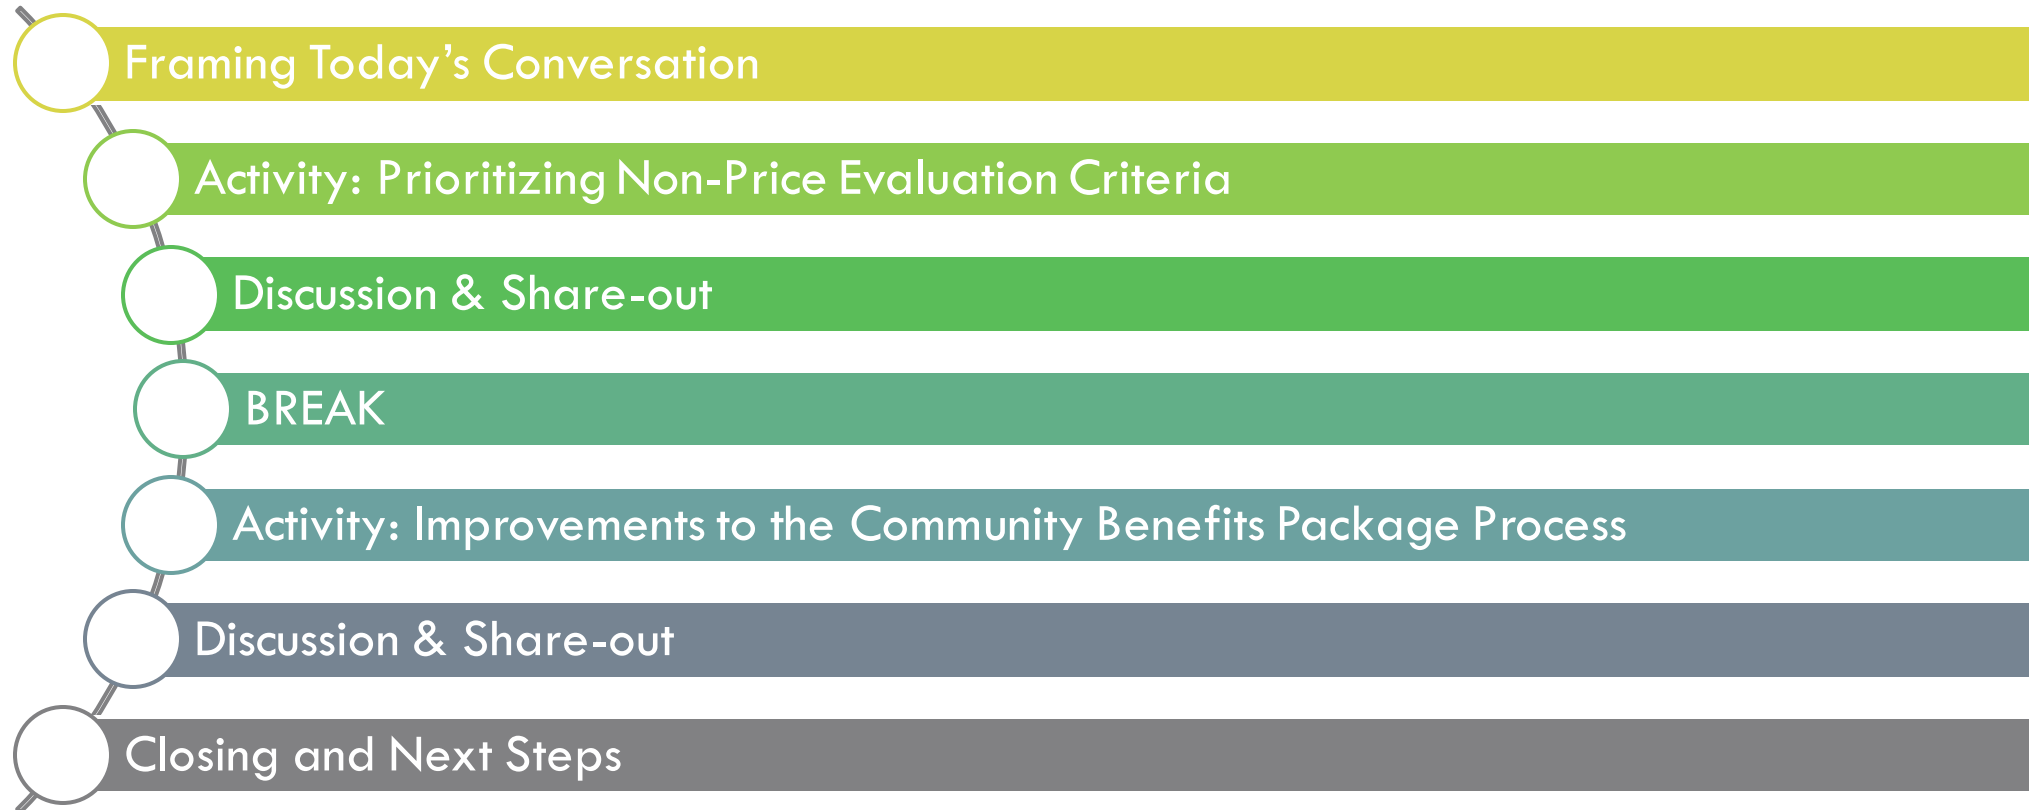 Framing Today’s Conversation
Activity: Prioritizing Non-Price Evaluation Criteria
Discussion & Share-out
BREAK
Activity: Improvements to the Community Benefits Package Process
Discussion & Share-out
Closing and Next Steps